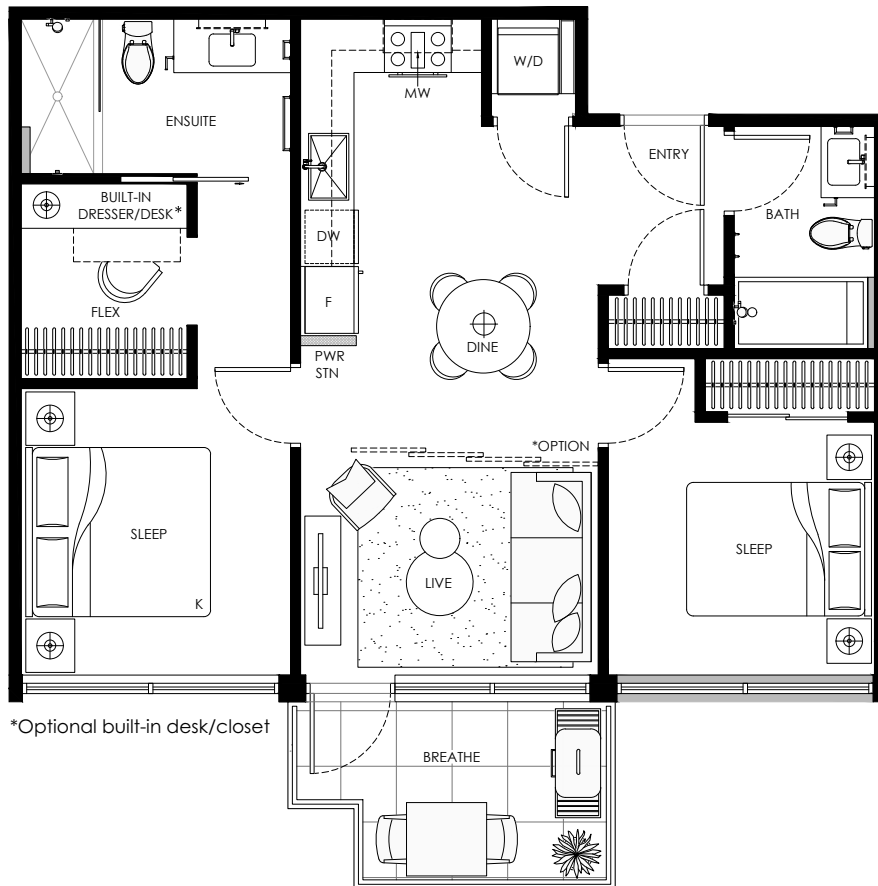 W/D
MW
ENSUITE
ENTRY
BUILT-IN
DRESSER/DESK*
BATH
DW
F
FLEX
DINE
PWR
STN
*OPTION
SLEEP
SLEEP
LIVE
K
*Optional built-in desk/closet
BREATHE